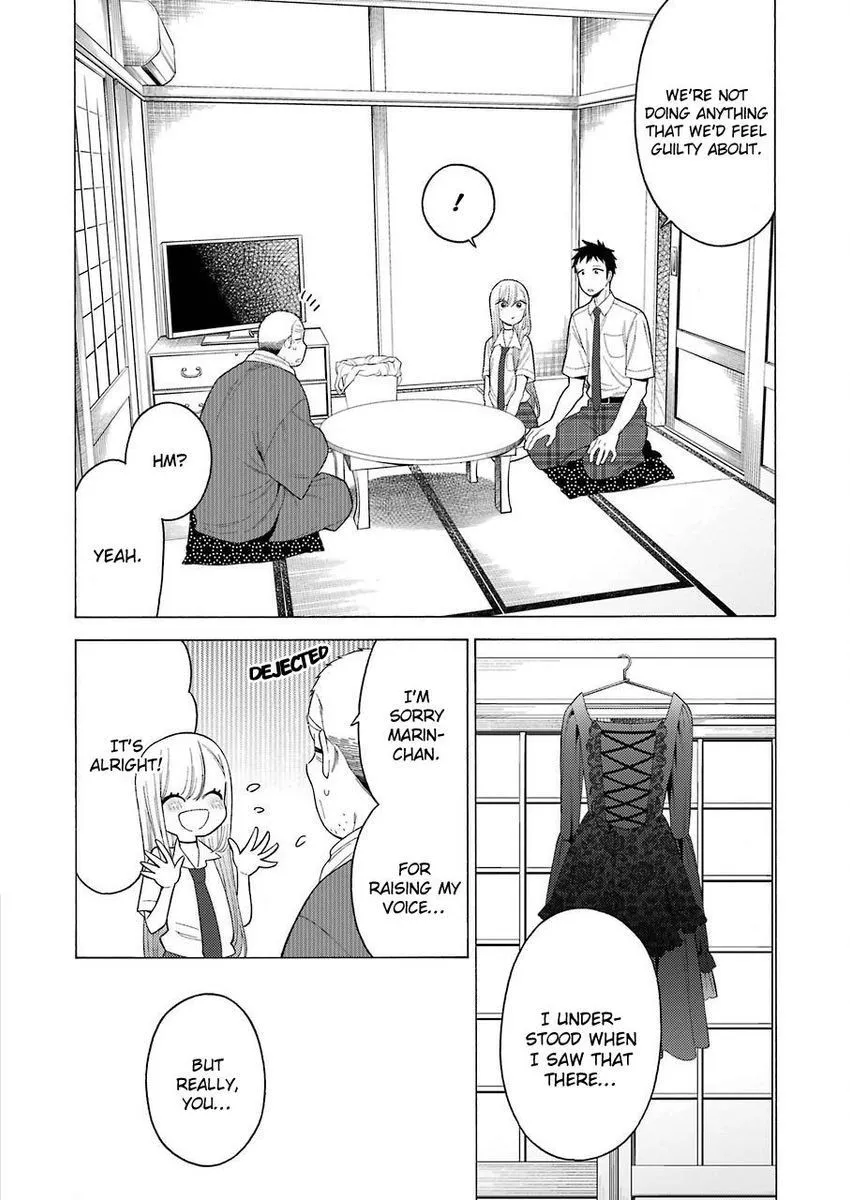 WE'RE NOT
DOING ANYTHING
THAT WE'D FEEL
GUILTY ABOUT.
!
HM?
YEAH.
I UNDER-
STOOD WHEN
I SAW THAT
THERE...
DEJECTED
I'M
SORRY
MARIN-
CHAN.
FOR
RAISING MY
VOICE...
IT'S
ALRIGHT!
BUT
REALLY,
YOU...